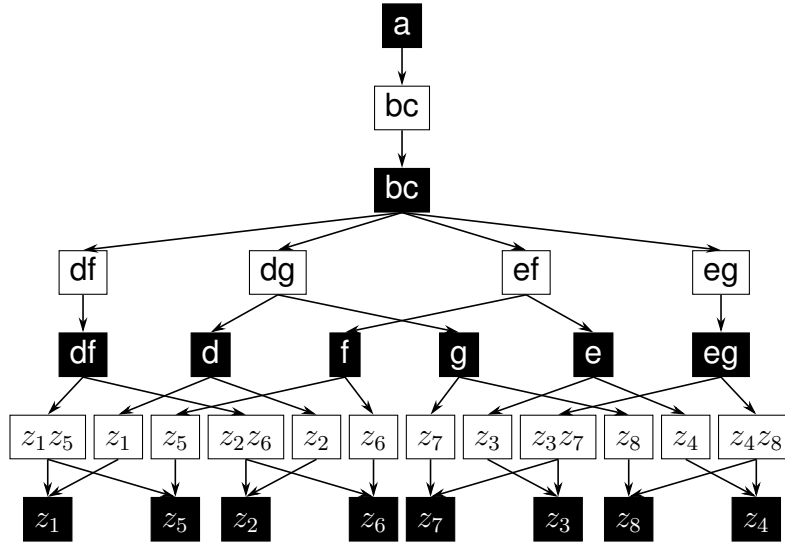 a
bc
bc
df dg ef eg
df d f g e eg
z₁z₅ z₁ z₅ z₂z₆ z₂ z₆ z₇ z₃ z₃z₇ z₈ z₄ z₄z₈
z₁ z₅ z₂ z₆ z₇ z₃ z₈ z₄